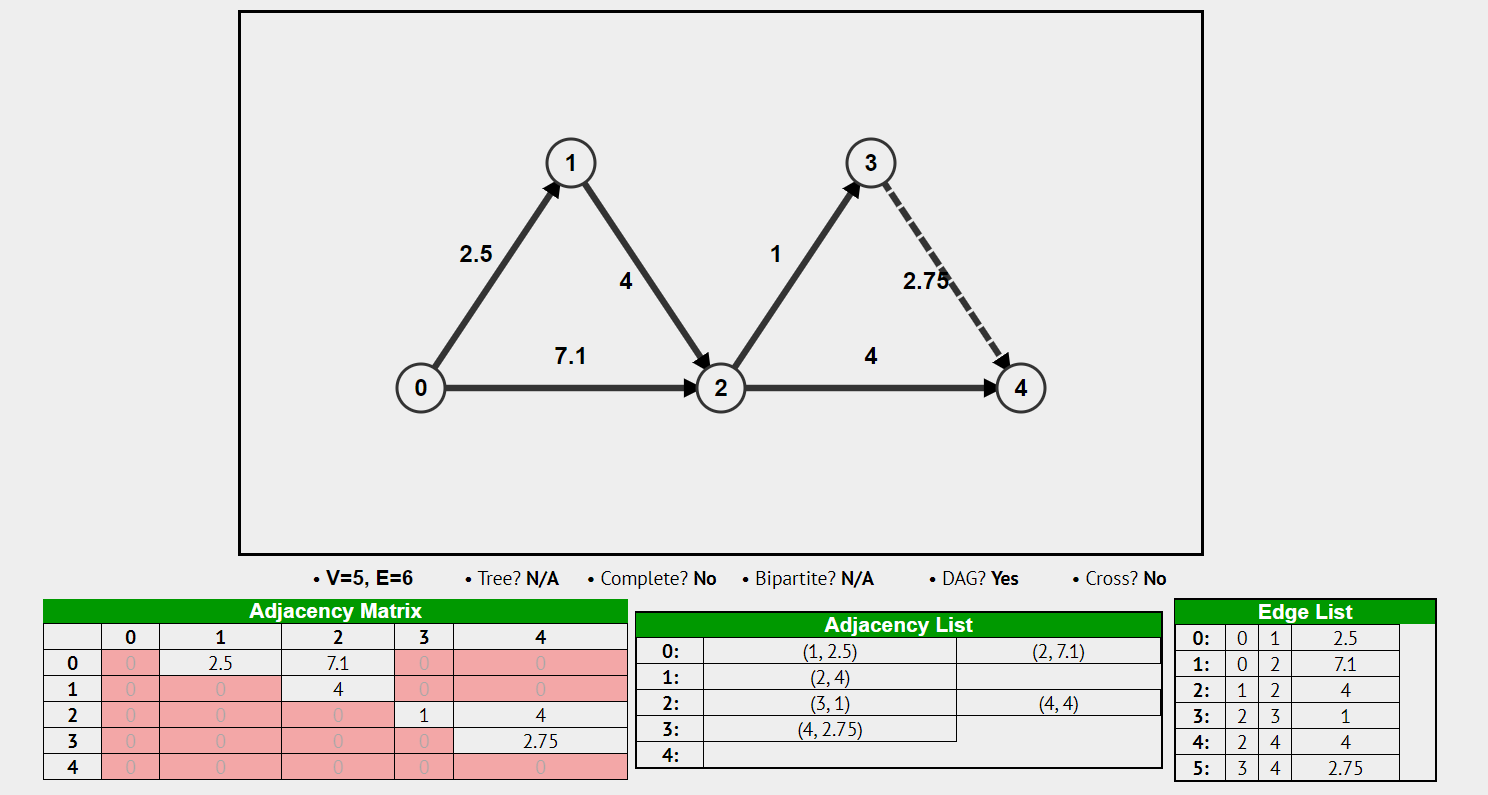 1
3
2.5
1
4
2.75
7.1
4
0
2
4
• V=5, E=6 • Tree? N/A • Complete? No • Bipartite? N/A • DAG? Yes • Cross? No
Adjacency Matrix
0 1 2 3 4
0 0 2.5 7.1 0 0
1 0 0 4 0 0
2 0 0 0 1 4
3 0 0 0 0 2.75
4 0 0 0 0 0
Adjacency List
0: (1, 2.5) (2, 7.1)
1: (2, 4)
2: (3, 1) (4, 4)
3: (4, 2.75)
4:
Edge List
0: 0 1 2.5
1: 0 2 7.1
2: 1 2 4
3: 2 3 1
4: 2 4 4
5: 3 4 2.75